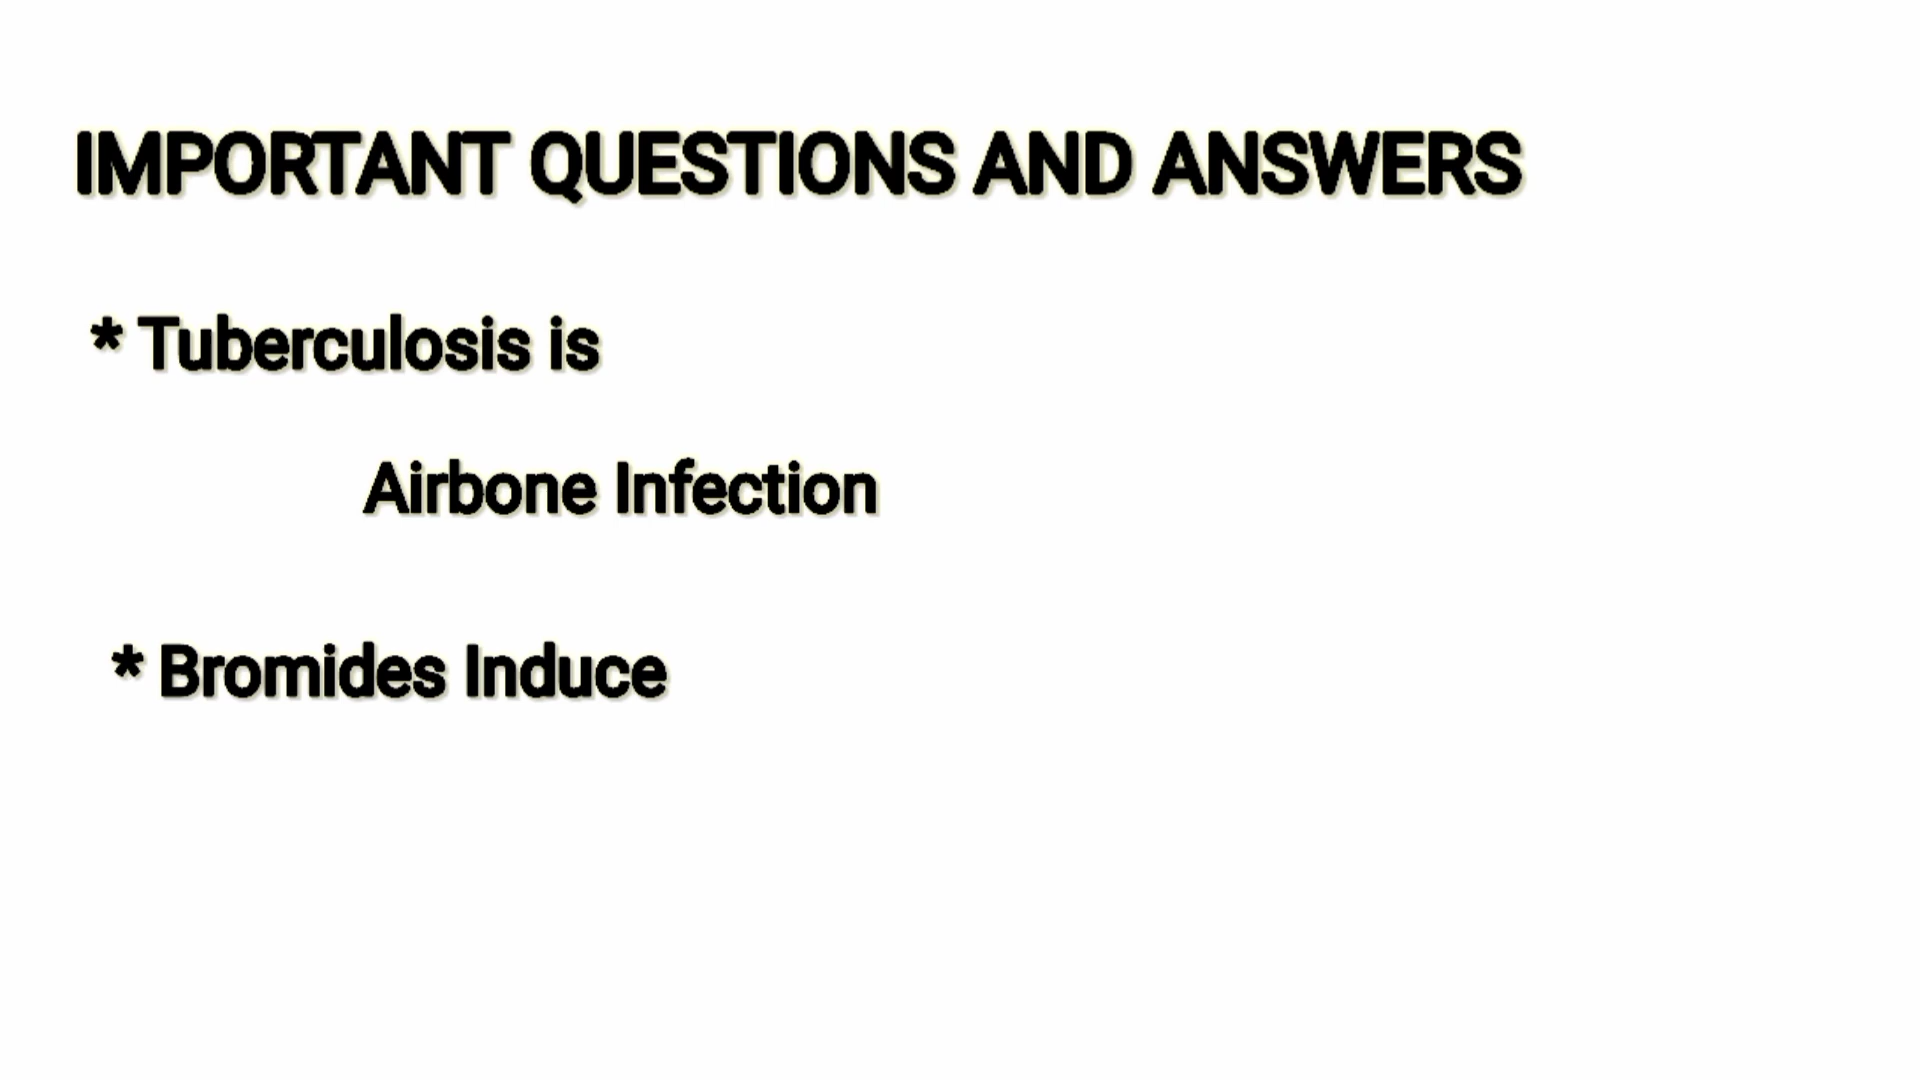 IMPORTANT QUESTIONS AND ANSWERS
* Tuberculosis is
Airbone Infection
* Bromides Induce